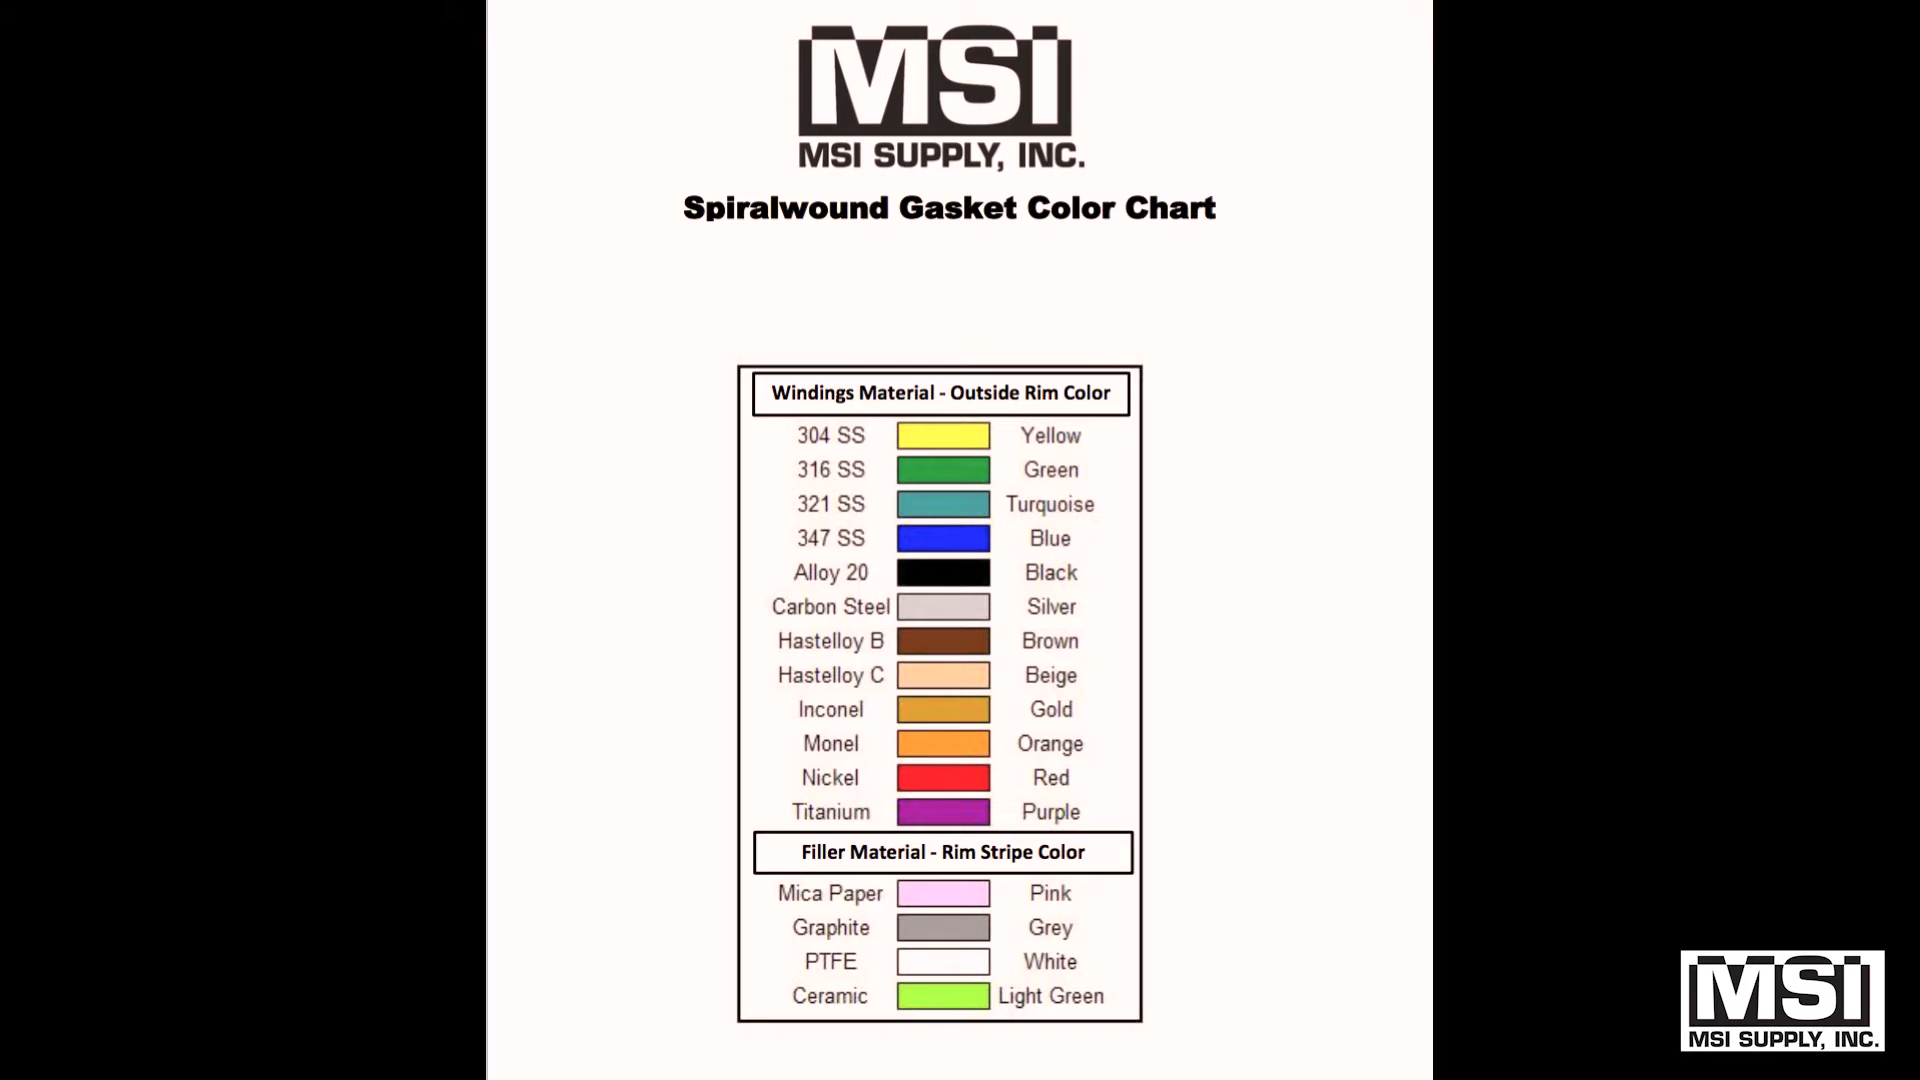 MSI
MSI SUPPLY, INC.
Spiralwound Gasket Color Chart
Windings Material - Outside Rim Color
304 SS Yellow
316 SS Green
321 SS Turquoise
347 SS Blue
Alloy 20 Black
Carbon Steel Silver
Hastelloy B Brown
Hastelloy C Beige
Inconel Gold
Monel Orange
Nickel Red
Titanium Purple
Filler Material - Rim Stripe Color
Mica Paper Pink
Graphite Grey
PTFE White
Ceramic Light Green
MSI
MSI SUPPLY, INC.